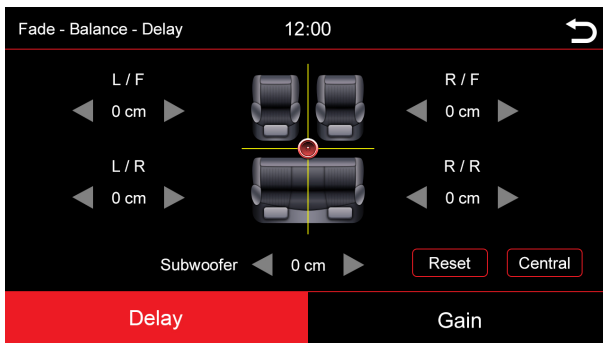 Fade - Balance - Delay 12:00
L / F R / F
0 cm 0 cm
L / R R / R
0 cm 0 cm
Subwoofer 0 cm Reset Central
Delay Gain